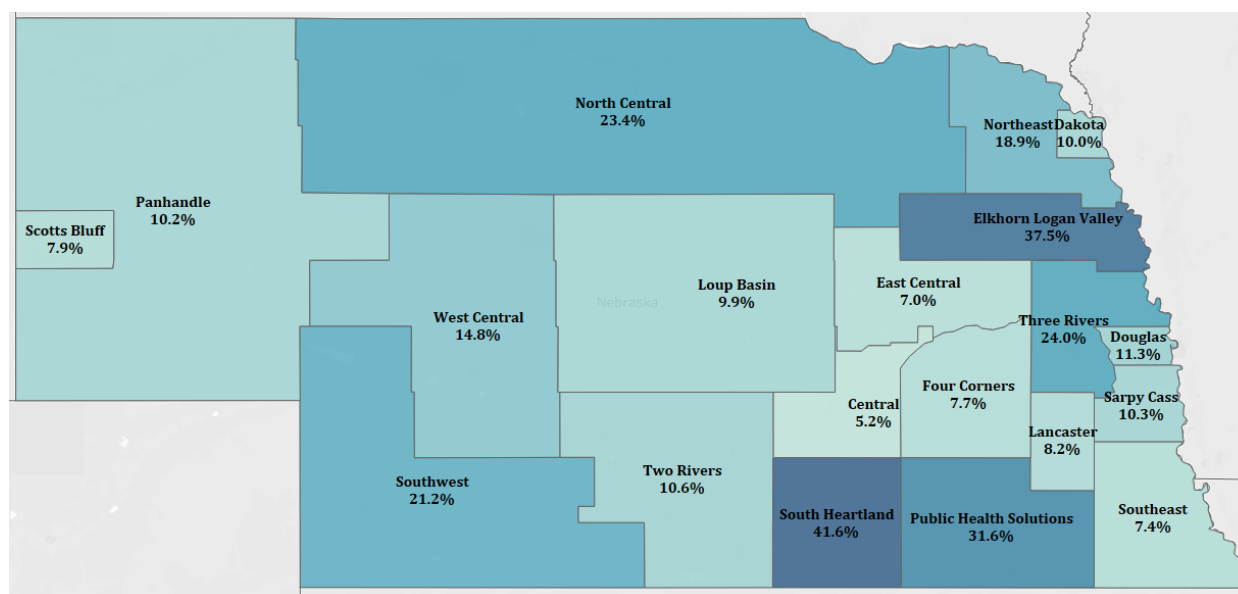 North Central
23.4%
Northeast
18.9%
Dakota
10.0%
Panhandle
10.2%
Scotts Bluff
7.9%
Elkhorn Logan Valley
37.5%
Loup Basin
9.9%
Nebraska
East Central
7.0%
West Central
14.8%
Three Rivers
24.0%
Douglas
11.3%
Four Corners
7.7%
Central
5.2%
Sarpy Cass
10.3%
Lancaster
8.2%
Two Rivers
10.6%
Southwest
21.2%
South Heartland
41.6%
Public Health Solutions
31.6%
Southeast
7.4%